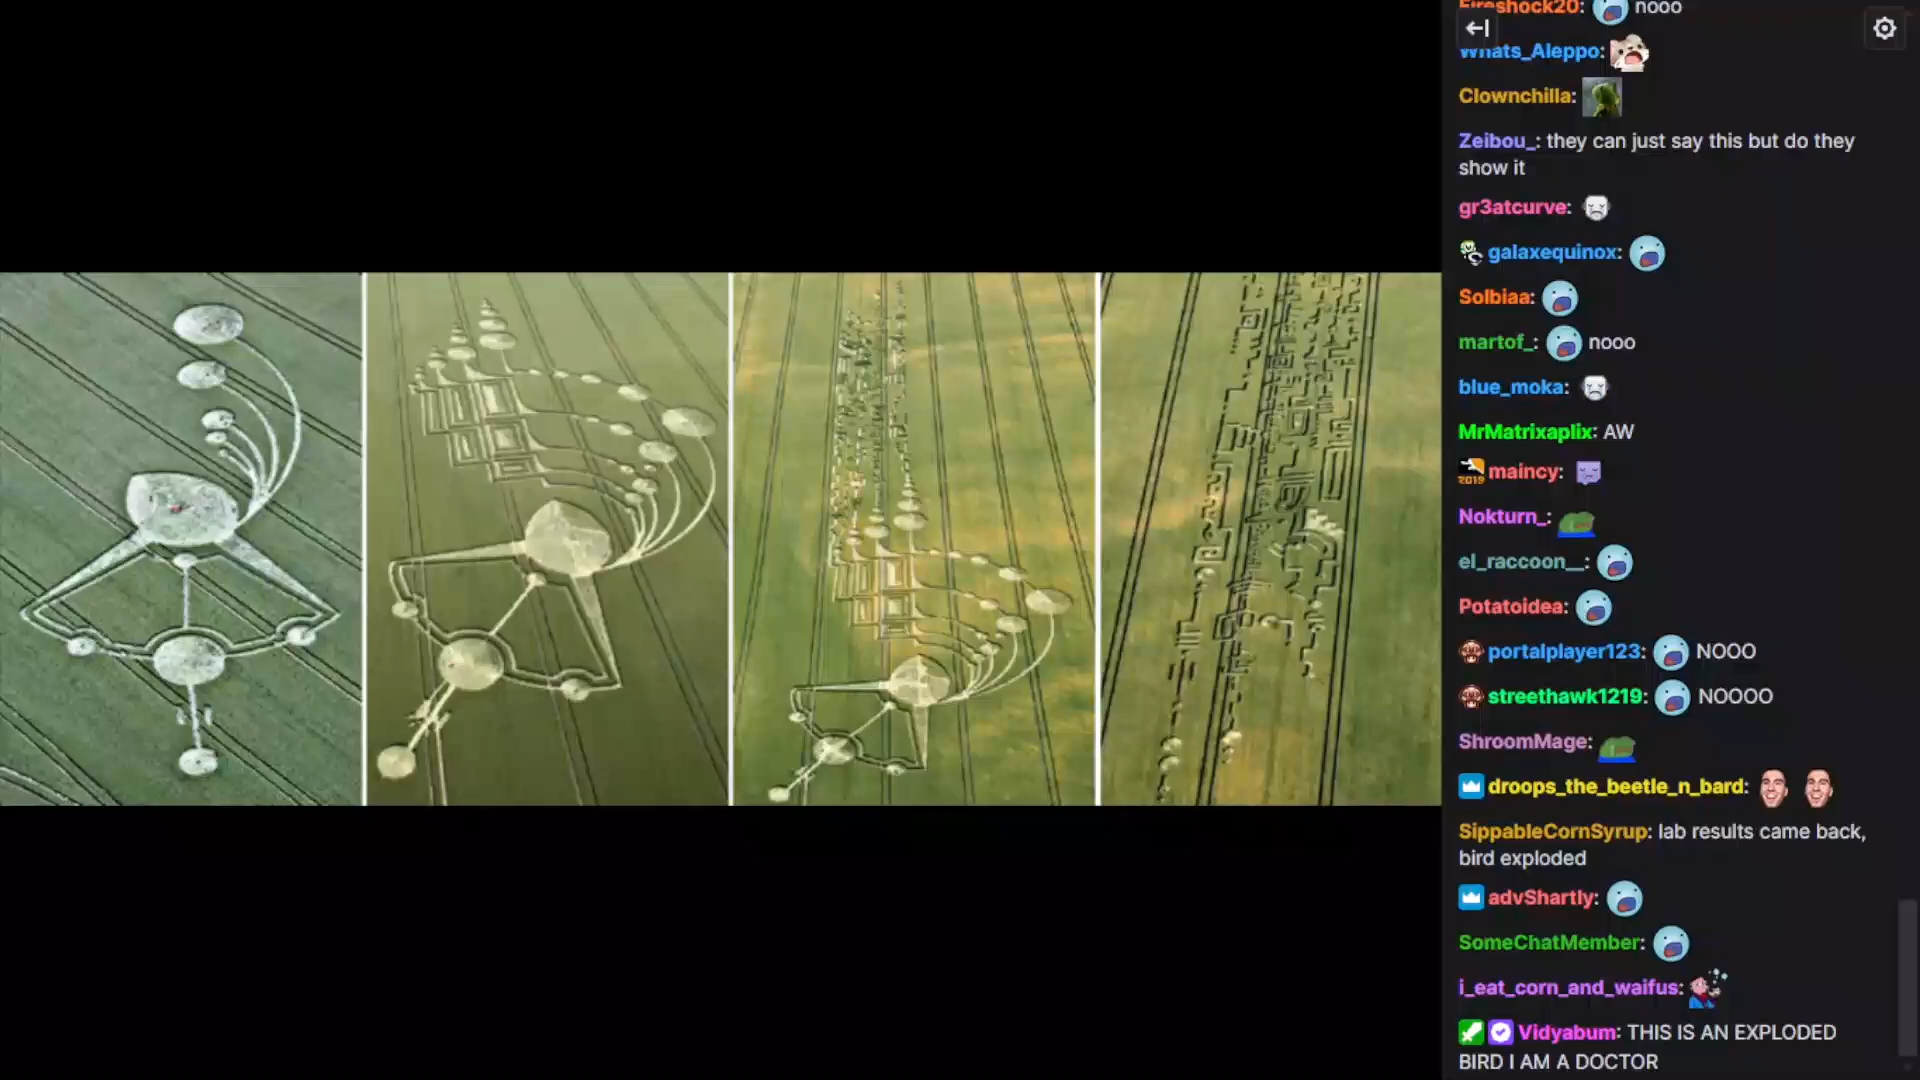 Fireshock20: nooo
Whats_Aleppo:
Clownchilla:
Zeibou_: they can just say this but do they
show it
gr3atcurve:
galaxequinox:
Solbiaa:
martof_: nooo
blue_moka:
MrMatrixaplix: AW
2019 maincy:
Nokturn_:
el_raccoon__:
Potatoidea:
portalplayer123: NOOO
streethawk1219: NOOOO
ShroomMage:
droops_the_beetle_n_bard:
SippableCornSyrup: lab results came back,
bird exploded
advShartly:
SomeChatMember:
i_eat_corn_and_waifus:
Vidyabum: THIS IS AN EXPLODED
BIRD I AM A DOCTOR